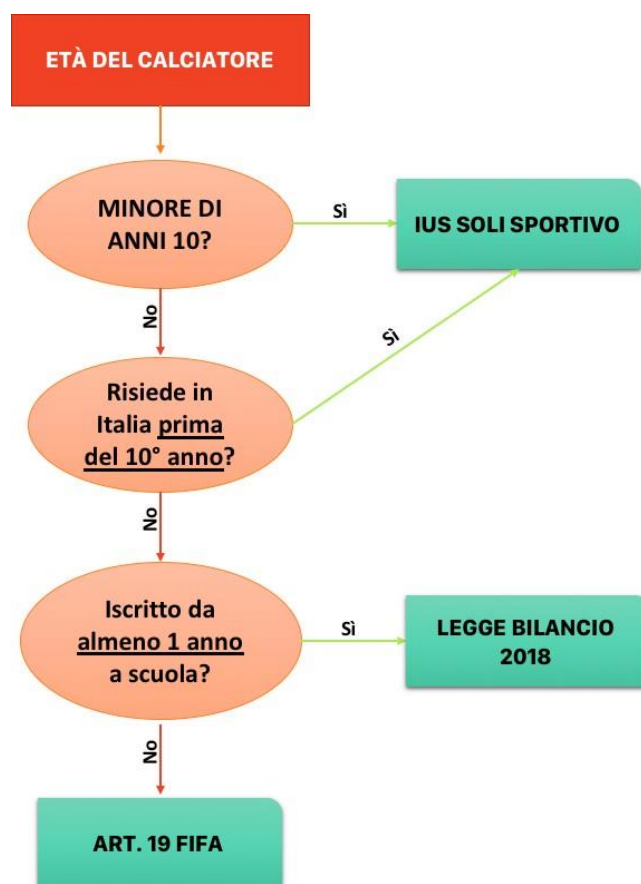 ETÀ DEL CALCIATORE
MINORE DI
ANNI 10?
Sì
IUS SOLI SPORTIVO
No
Sì
Risiede in
Italia prima
del 10° anno?
No
Iscritto da
almeno 1 anno
a scuola?
Sì
LEGGE BILANCIO
2018
No
ART. 19 FIFA